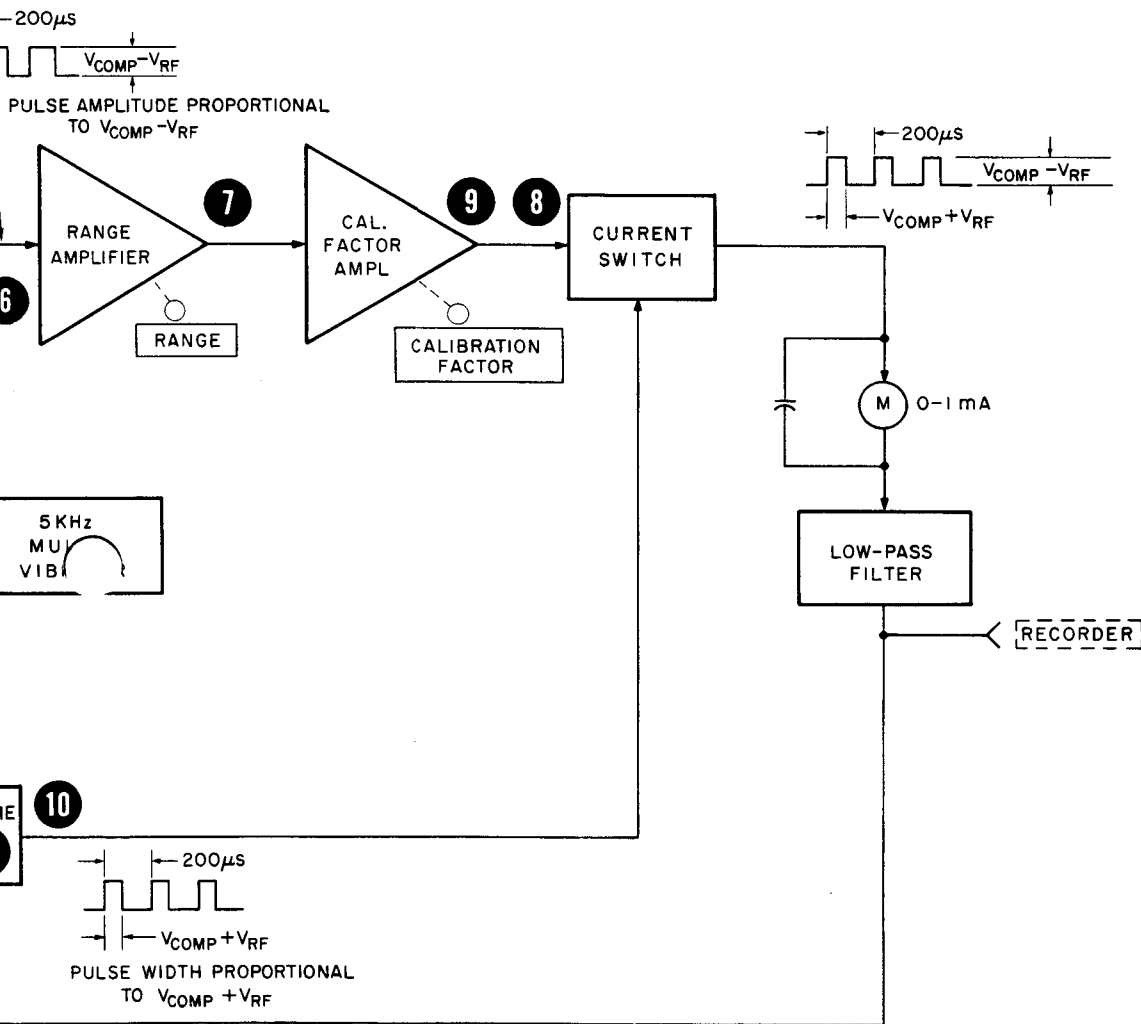 200μs
VCOMP-VRF
PULSE AMPLITUDE PROPORTIONAL
TO VCOMP-VRF
200μs
VCOMP-VRF
VCOMP+VRF
6
RANGE
AMPLIFIER
7
RANGE
CAL.
FACTOR
AMPL
9
8
CALIBRATION
FACTOR
CURRENT
SWITCH
M
0-1 mA
5KHz
LOW-PASS
FILTER
RECORDER
10
200μs
VCOMP+VRF
PULSE WIDTH PROPORTIONAL
TO VCOMP+VRF